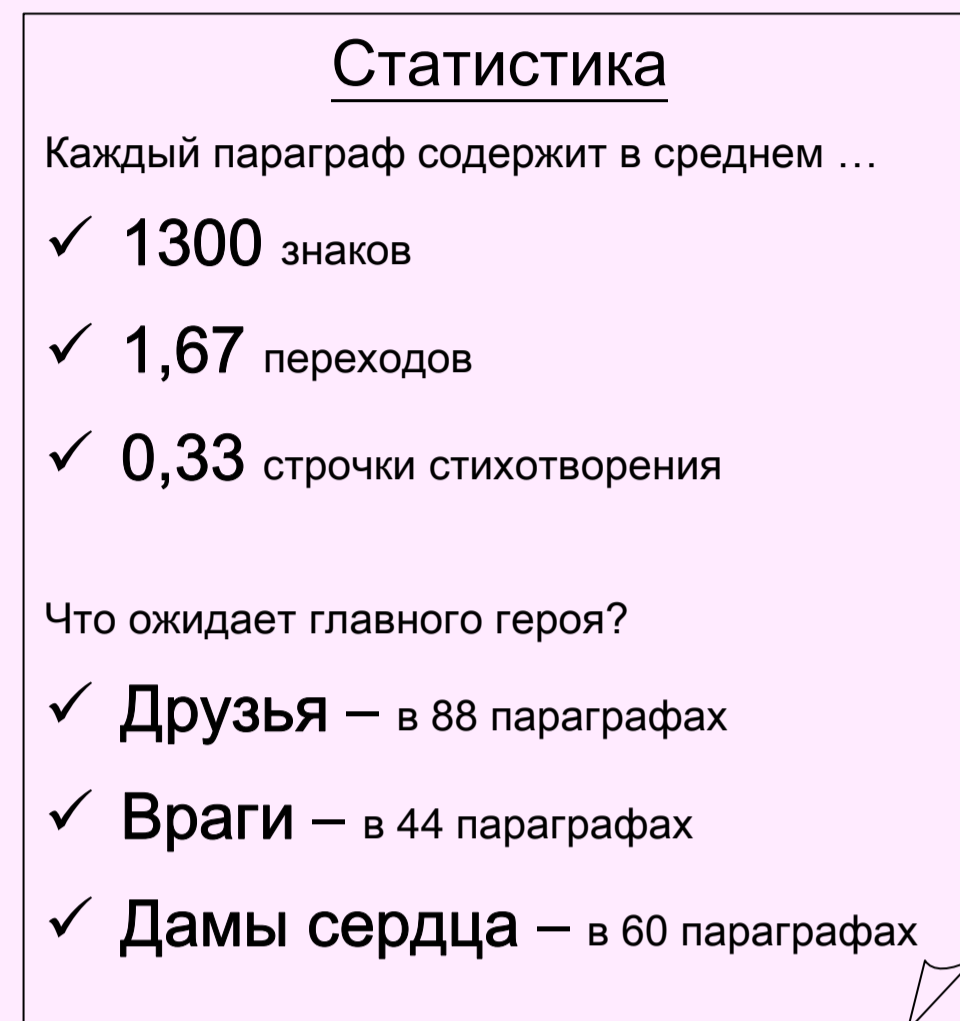 Статистика
Каждый параграф содержит в среднем …
✓ 1300 знаков
✓ 1,67 переходов
✓ 0,33 строчки стихотворения
Что ожидает главного героя?
✓ Друзья – в 88 параграфах
✓ Враги – в 44 параграфах
✓ Дамы сердца – в 60 параграфах